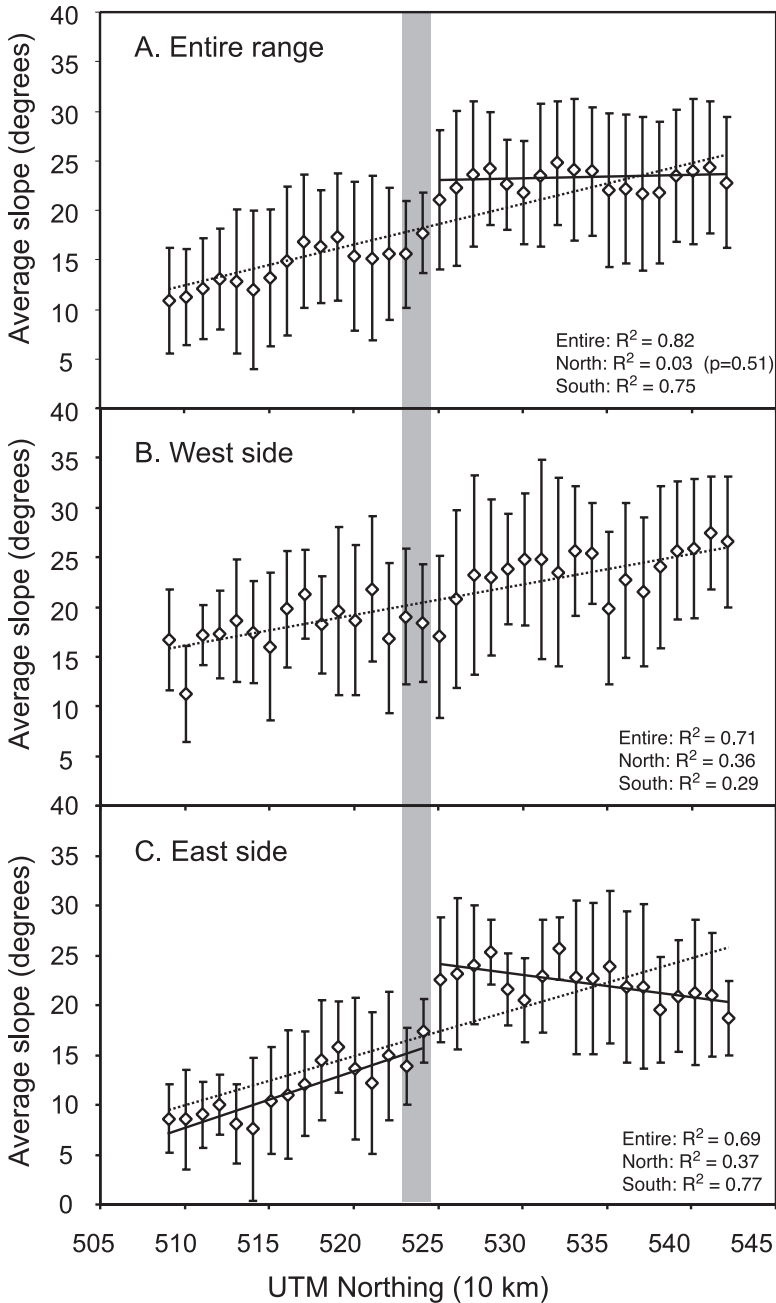 40
35
30
25
20
15
10
5
A. Entire range
Average slope (degrees)
Entire: R² = 0.82
North: R² = 0.03 (p=0.51)
South: R² = 0.75
40
35
30
25
20
15
10
5
B. West side
Average slope (degrees)
Entire: R² = 0.71
North: R² = 0.36
South: R² = 0.29
40
35
30
25
20
15
10
5
0
C. East side
Average slope (degrees)
Entire: R² = 0.69
North: R² = 0.37
South: R² = 0.77
505 510 515 520 525 530 535 540 545
UTM Northing (10 km)